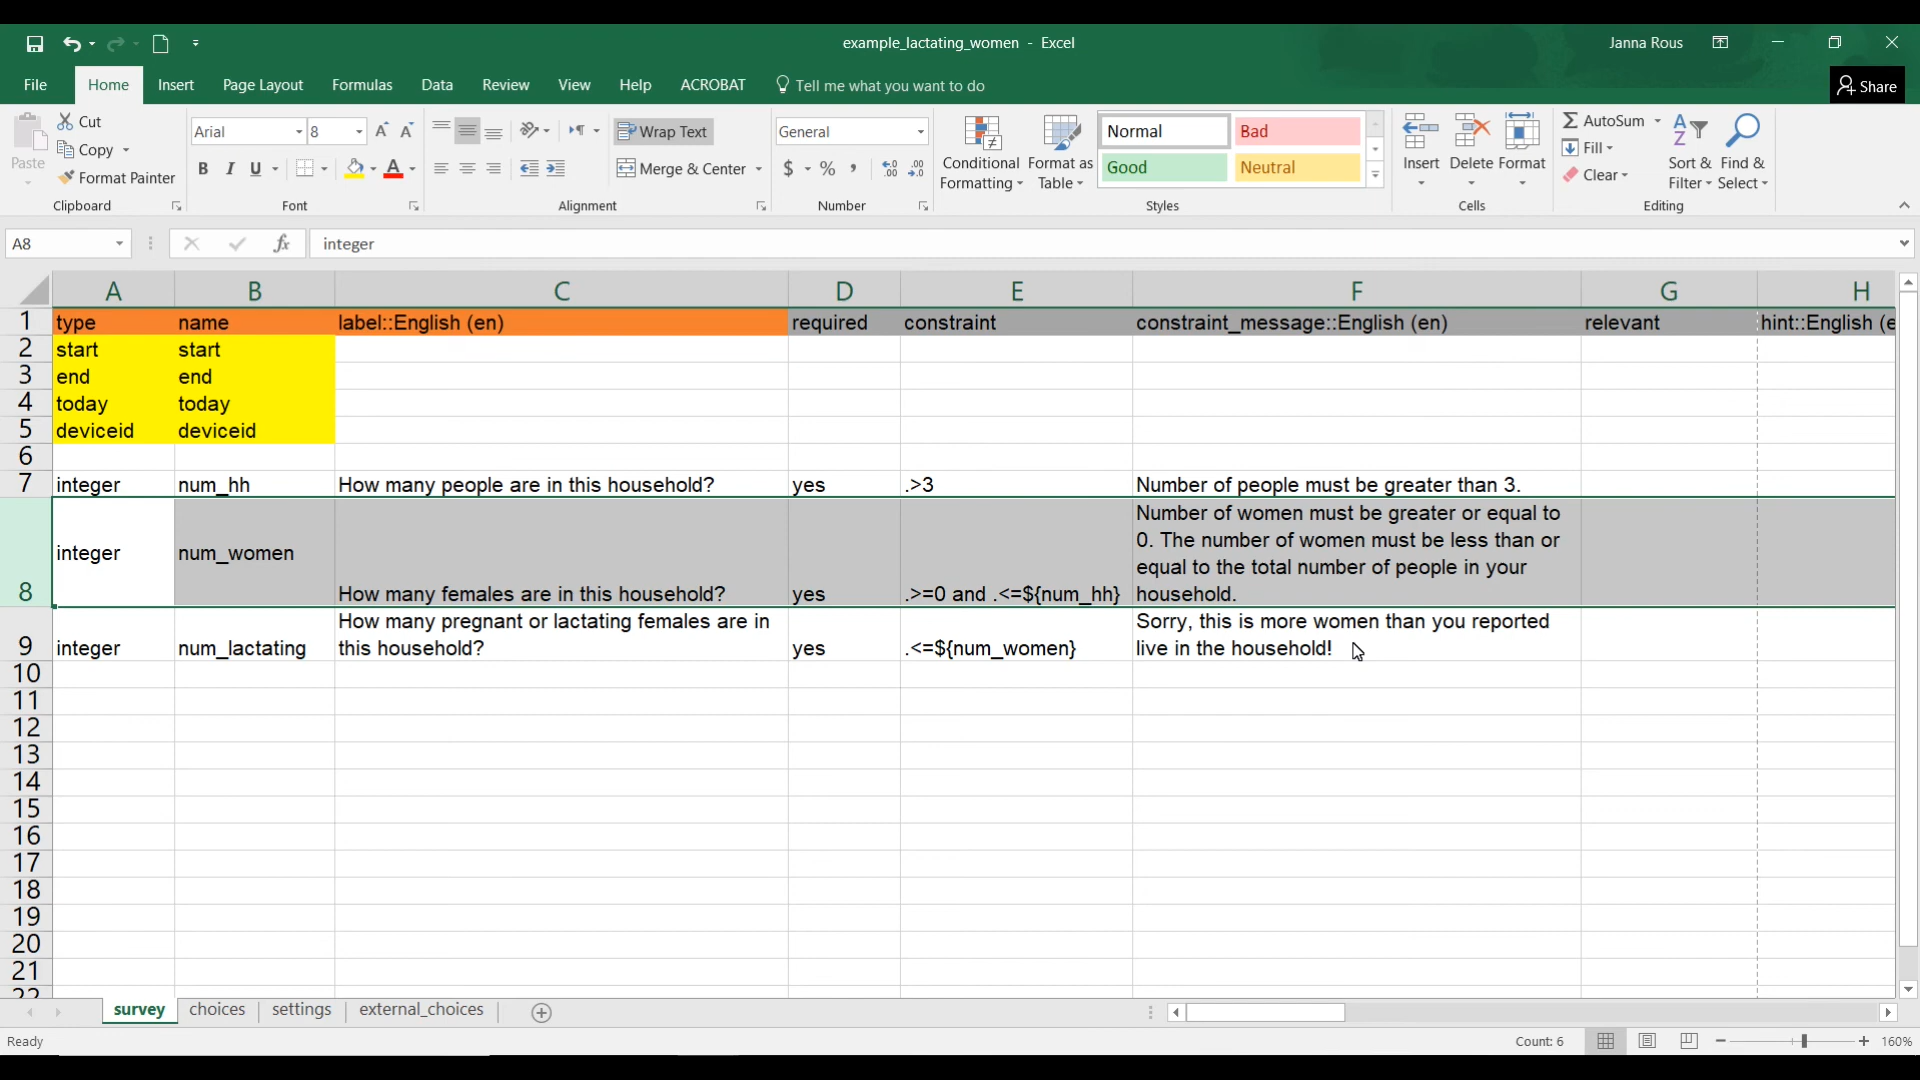 example_lactating_women - Excel
Janna Rous
File Home Insert Page Layout Formulas Data Review View Help ACROBAT Tell me what you want to do
Share
Paste
Cut
Copy
Format Painter
Clipboard
Arial 8
B I U
Font
Wrap Text
Merge & Center
Alignment
General
$ % ,
Number
Conditional Formatting
Format as Table
Normal Bad
Good Neutral
Styles
Insert Delete Format
Cells
AutoSum
Fill
Clear
Sort & Filter
Find & Select
Editing
A8 fx integer
A B C D E F G H
1 type name label::English (en) required constraint constraint_message::English (en) relevant hint::English (e
2 start start
3 end end
4 today today
5 deviceid deviceid
6
7 integer num_hh How many people are in this household? yes .>3 Number of people must be greater than 3.
8 integer num_women How many females are in this household? yes .>=0 and .<=${num_hh} Number of women must be greater or equal to
0. The number of women must be less than or
equal to the total number of people in your
household.
9 integer num_lactating How many pregnant or lactating females are in
this household? yes .<=${num_women} Sorry, this is more women than you reported
live in the household!
10
11
12
13
14
15
16
17
18
19
20
21
22
survey choices settings external_choices
Ready
Count: 6
160%